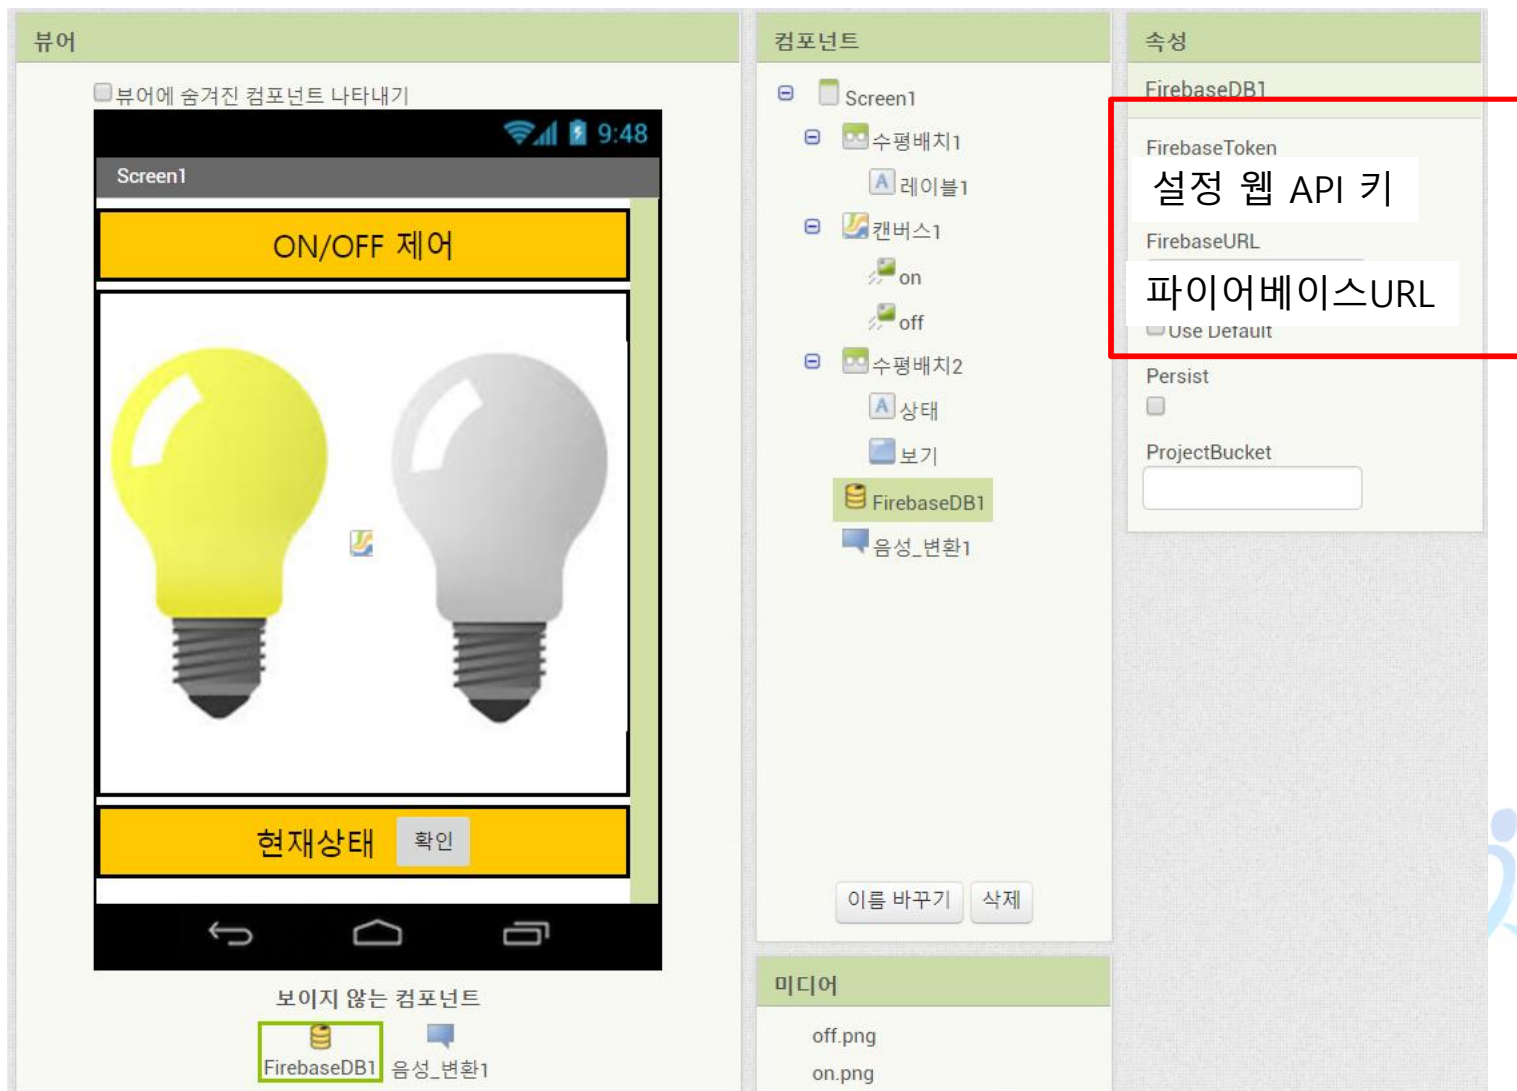 뷰어
뷰어에 숨겨진 컴포넌트 나타내기
9:48
Screen1
ON/OFF 제어
현재상태
확인
보이지 않는 컴포넌트
FirebaseDB1
음성_변환1
컴포넌트
Screen1
수평배치1
레이블1
캔버스1
on
off
수평배치2
상태
보기
FirebaseDB1
음성_변환1
이름 바꾸기
삭제
미디어
off.png
on.png
속성
FirebaseDB1
FirebaseToken
설정 웹 API 키
FirebaseURL
파이어베이스URL
Use Default
Persist
ProjectBucket